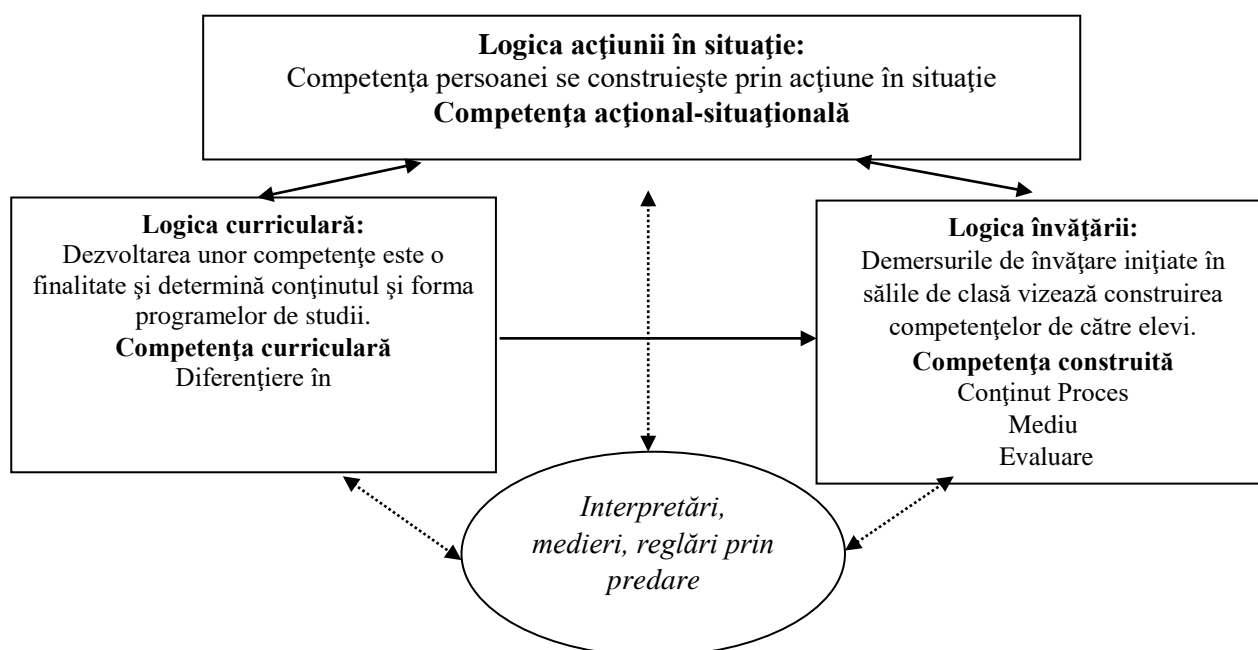 Logica acţiunii în situaţie:
Competenţa persoanei se construieşte prin acţiune în situaţie
Competenţa acţional-situaţională
Logica curriculară:
Dezvoltarea unor competenţe este o
finalitate şi determină conţinutul şi forma
programelor de studii.
Competenţa curriculară
Diferenţiere în
Logica învăţării:
Demersurile de învăţare iniţiate în
sălile de clasă vizează construirea
competenţelor de către elevi.
Competenţa construită
Conţinut Proces
Mediu
Evaluare
Interpretări,
medieri, reglări prin
predare